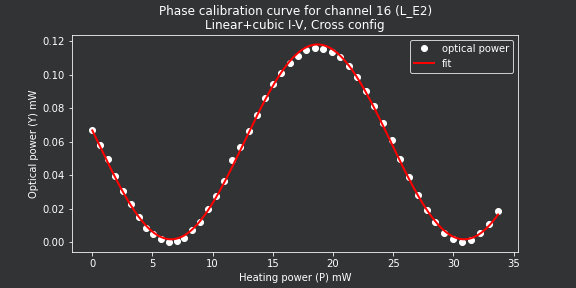 Phase calibration curve for channel 16 (L_E2)
Linear+cubic I-V, Cross config
optical power
fit
Optical power (Y) mW
0.12
0.10
0.08
0.06
0.04
0.02
0.00
0
5
10
15
20
25
30
35
Heating power (P) mW